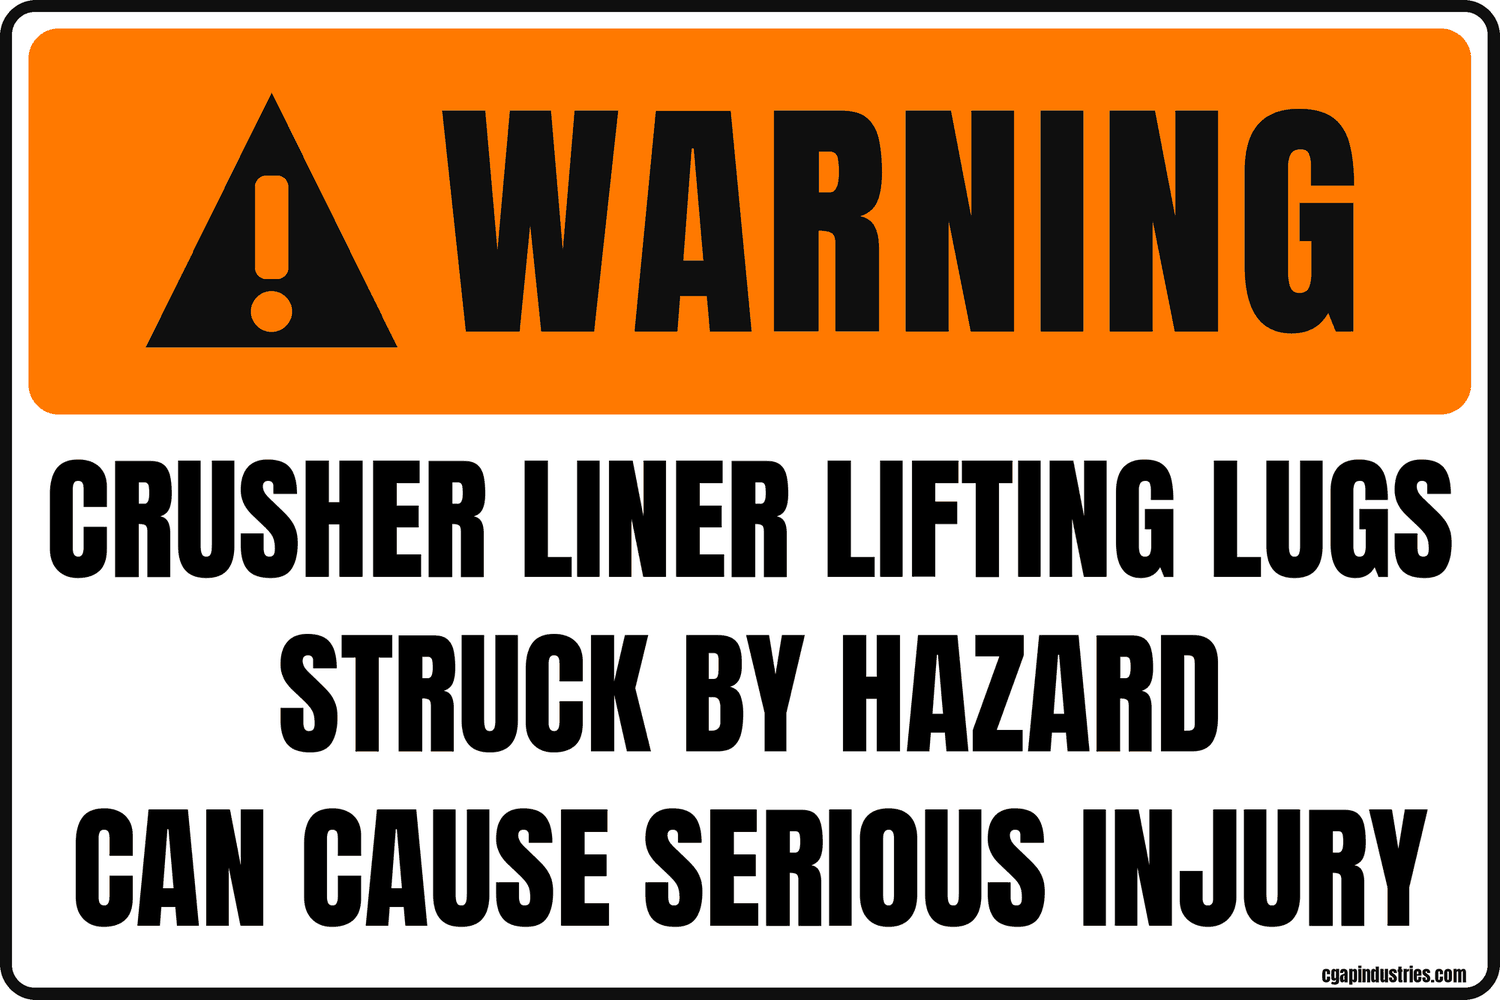 WARNING
CRUSHER LINER LIFTING LUGS
STRUCK BY HAZARD
CAN CAUSE SERIOUS INJURY
cgapindustries.com